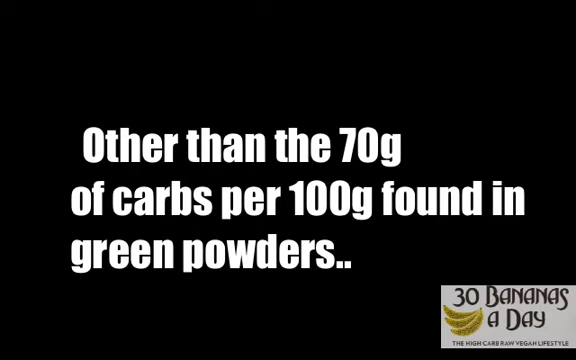 Other than the 70g
of carbs per 100g found in
green powders..
30 BANANAS
A DAY
THE HIGH CARB RAW VEGAN LIFESTYLE